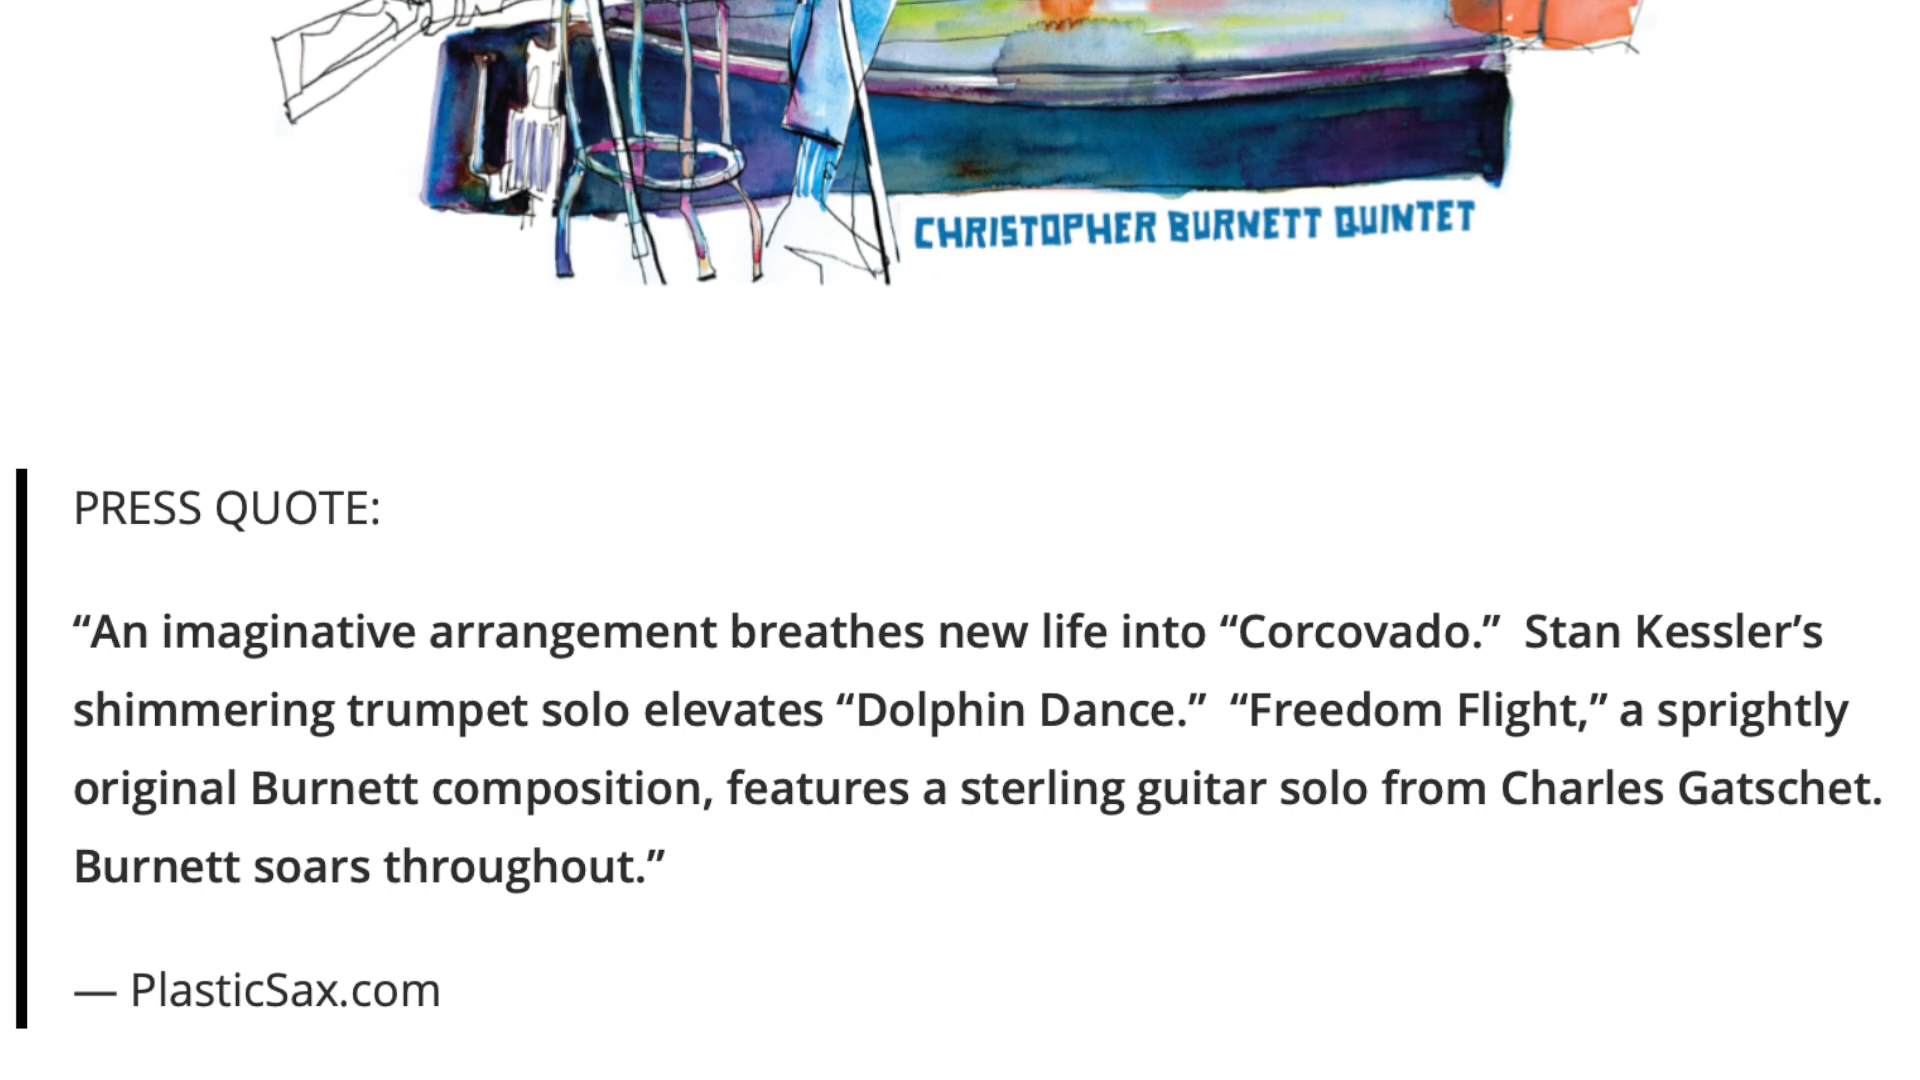 CHRISTOPHER BURNETT QUINTET
PRESS QUOTE:
“An imaginative arrangement breathes new life into “Corcovado.”  Stan Kessler’s
shimmering trumpet solo elevates “Dolphin Dance.”  “Freedom Flight,” a sprightly
original Burnett composition, features a sterling guitar solo from Charles Gatschet.
Burnett soars throughout.”
— PlasticSax.com